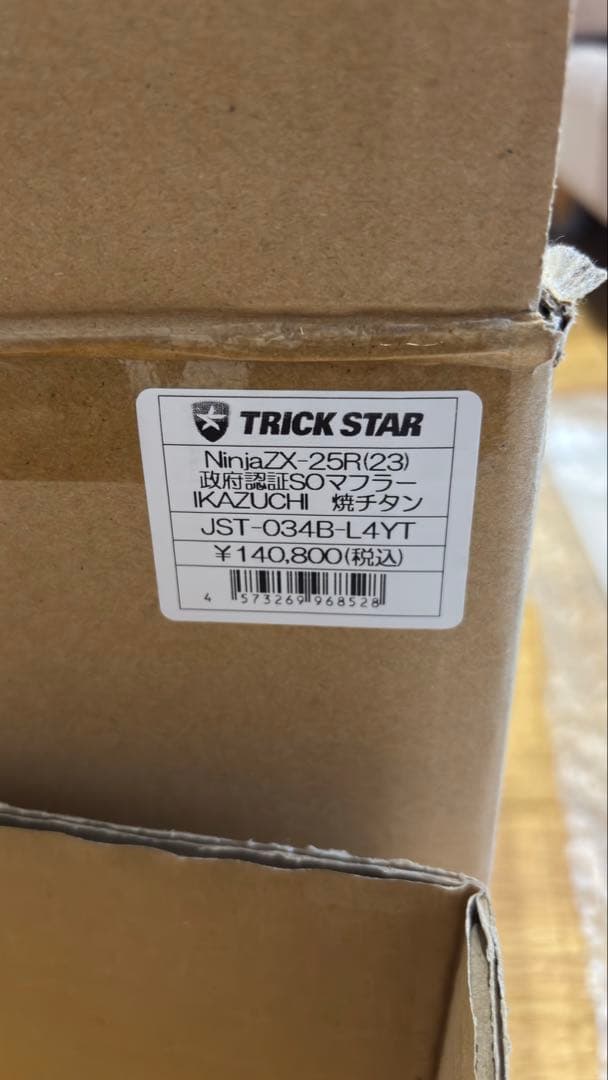 TRICK STAR
NinjaZX-25R(23)
政府認証SOマフラー
IKAZUCHI 焼チタン
JST-034B-L4YT
￥140,800(税込)
4 573269 968528